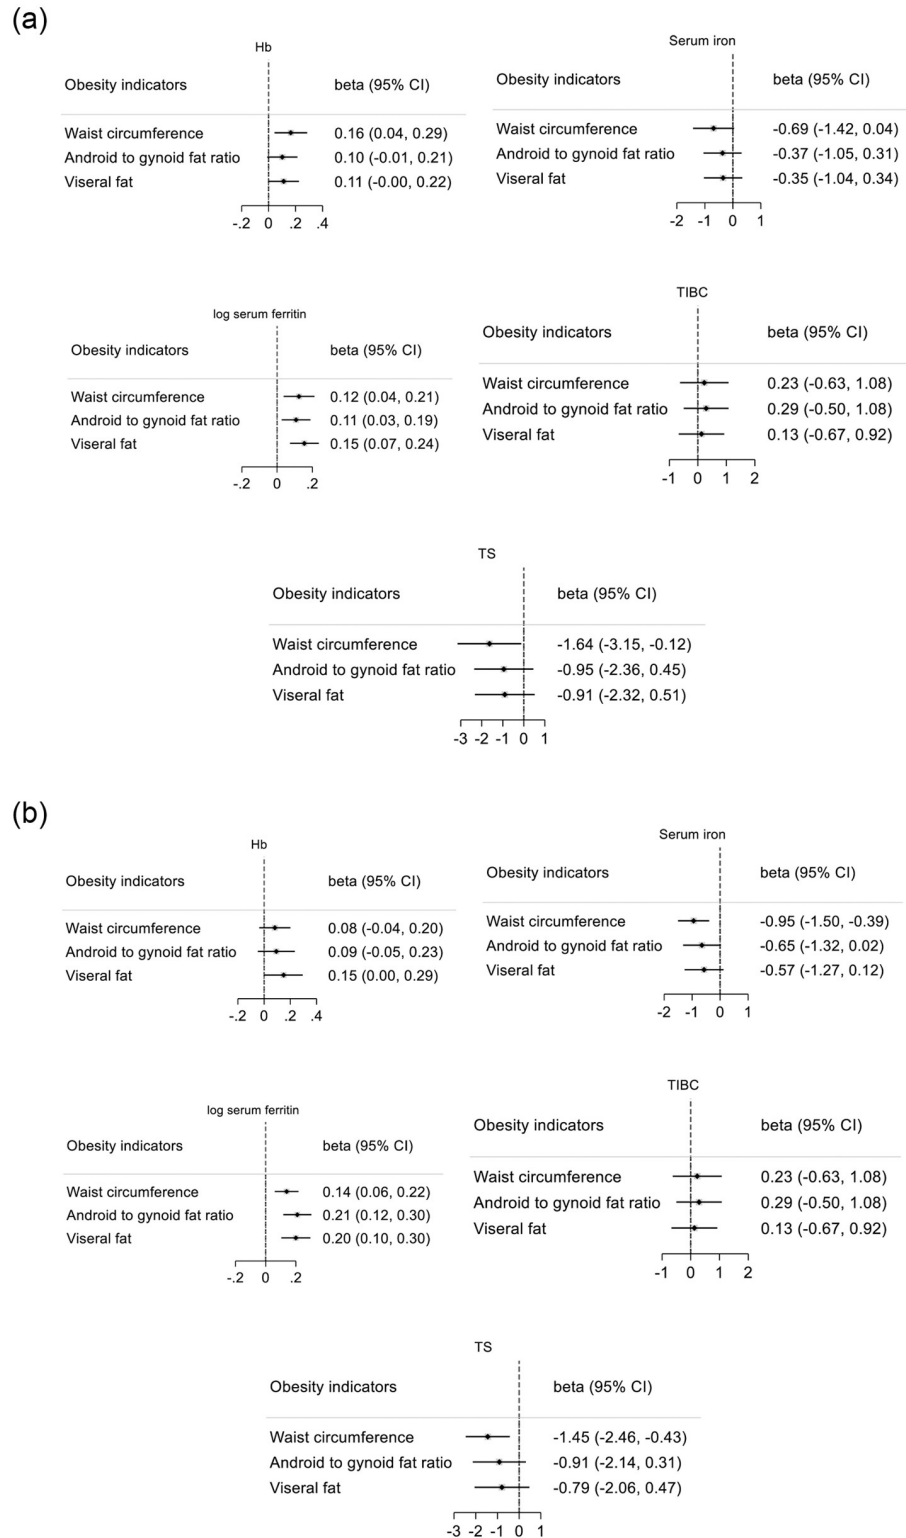 (a)
Hb
Obesity indicators beta (95% CI)
Waist circumference 0.16 (0.04, 0.29)
Android to gynoid fat ratio 0.10 (-0.01, 0.21)
Viseral fat 0.11 (-0.00, 0.22)
-.2 0 .2 .4
Serum iron
Obesity indicators beta (95% CI)
Waist circumference -0.69 (-1.42, 0.04)
Android to gynoid fat ratio -0.37 (-1.05, 0.31)
Viseral fat -0.35 (-1.04, 0.34)
-2 -1 0 1
log serum ferritin
Obesity indicators beta (95% CI)
Waist circumference 0.12 (0.04, 0.21)
Android to gynoid fat ratio 0.11 (0.03, 0.19)
Viseral fat 0.15 (0.07, 0.24)
-.2 0 .2
TIBC
Obesity indicators beta (95% CI)
Waist circumference 0.23 (-0.63, 1.08)
Android to gynoid fat ratio 0.29 (-0.50, 1.08)
Viseral fat 0.13 (-0.67, 0.92)
-1 0 1 2
TS
Obesity indicators beta (95% CI)
Waist circumference -1.64 (-3.15, -0.12)
Android to gynoid fat ratio -0.95 (-2.36, 0.45)
Viseral fat -0.91 (-2.32, 0.51)
-3 -2 -1 0 1
(b)
Hb
Obesity indicators beta (95% CI)
Waist circumference 0.08 (-0.04, 0.20)
Android to gynoid fat ratio 0.09 (-0.05, 0.23)
Viseral fat 0.15 (0.00, 0.29)
-.2 0 .2 .4
Serum iron
Obesity indicators beta (95% CI)
Waist circumference -0.95 (-1.50, -0.39)
Android to gynoid fat ratio -0.65 (-1.32, 0.02)
Viseral fat -0.57 (-1.27, 0.12)
-2 -1 0 1
log serum ferritin
Obesity indicators beta (95% CI)
Waist circumference 0.14 (0.06, 0.22)
Android to gynoid fat ratio 0.21 (0.12, 0.30)
Viseral fat 0.20 (0.10, 0.30)
-.2 0 .2
TIBC
Obesity indicators beta (95% CI)
Waist circumference 0.23 (-0.63, 1.08)
Android to gynoid fat ratio 0.29 (-0.50, 1.08)
Viseral fat 0.13 (-0.67, 0.92)
-1 0 1 2
TS
Obesity indicators beta (95% CI)
Waist circumference -1.45 (-2.46, -0.43)
Android to gynoid fat ratio -0.91 (-2.14, 0.31)
Viseral fat -0.79 (-2.06, 0.47)
-3 -2 -1 0 1